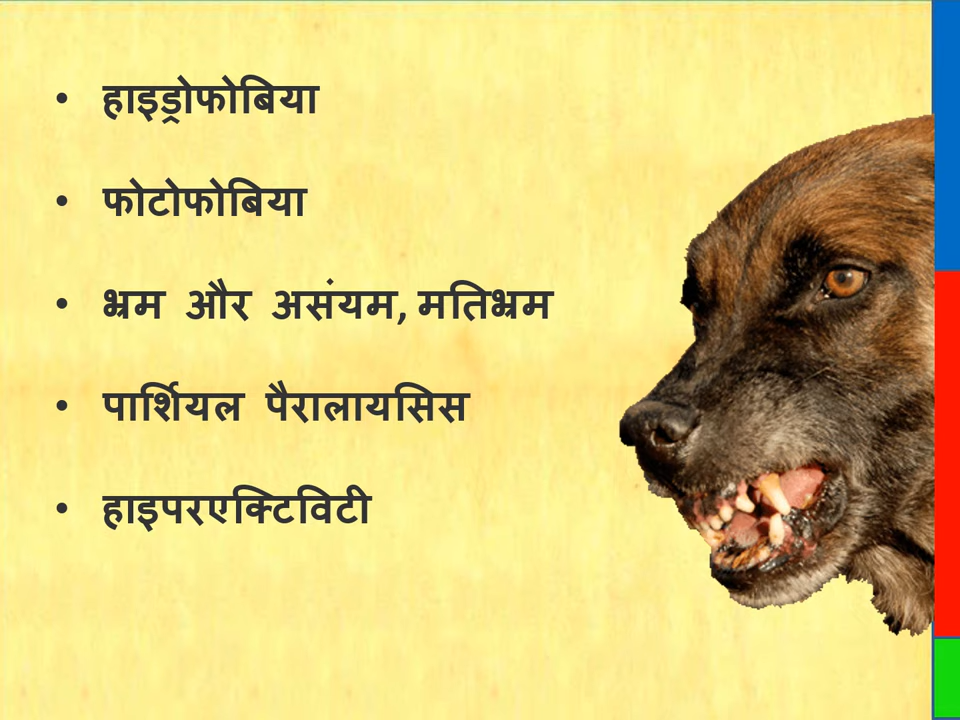 • हाइड्रोफोबिया
• फोटोफोबिया
• भ्रम और असंयम, मतिभ्रम
• पार्शियल पैरालायसिस
• हाइपरएक्टिविटी